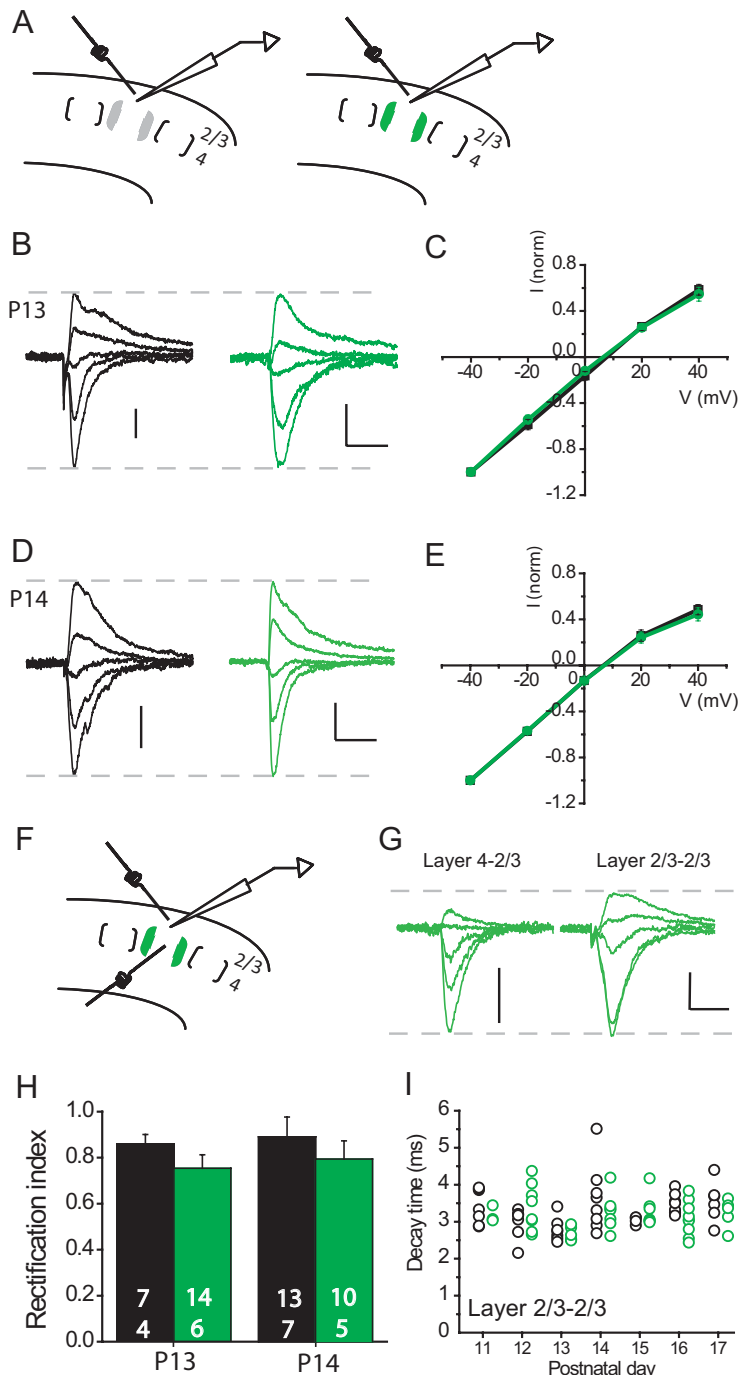 A
2/3
4
2/3
4
B
P13
C
I (norm)
0.8
0.4
0.0
-0.4
-0.8
-1.2
-40
-20
0
20
40
V (mV)
D
P14
E
I (norm)
0.8
0.4
0.0
-0.4
-0.8
-1.2
-40
-20
0
20
40
V (mV)
F
2/3
4
G
Layer 4-2/3
Layer 2/3-2/3
H
Rectification index
1.0
0.8
0.6
0.4
0.2
0.0
7
4
14
6
13
7
10
5
P13
P14
I
Decay time (ms)
6
5
4
3
2
1
0
Layer 2/3-2/3
11
12
13
14
15
16
17
Postnatal day